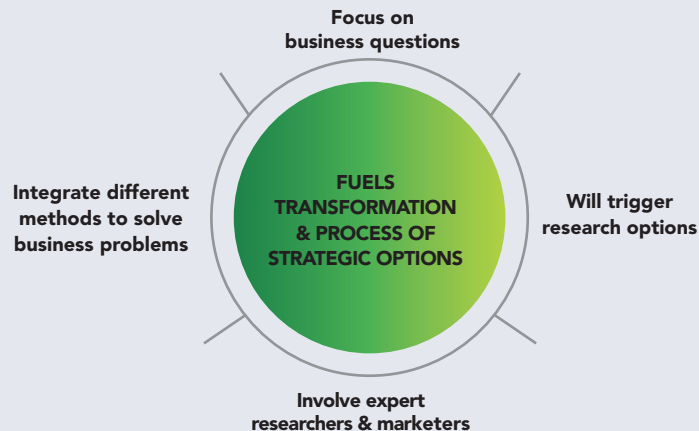 Focus on
business questions
Integrate different
methods to solve
business problems
FUELS
TRANSFORMATION
& PROCESS OF
STRATEGIC OPTIONS
Will trigger
research options
Involve expert
researchers & marketers